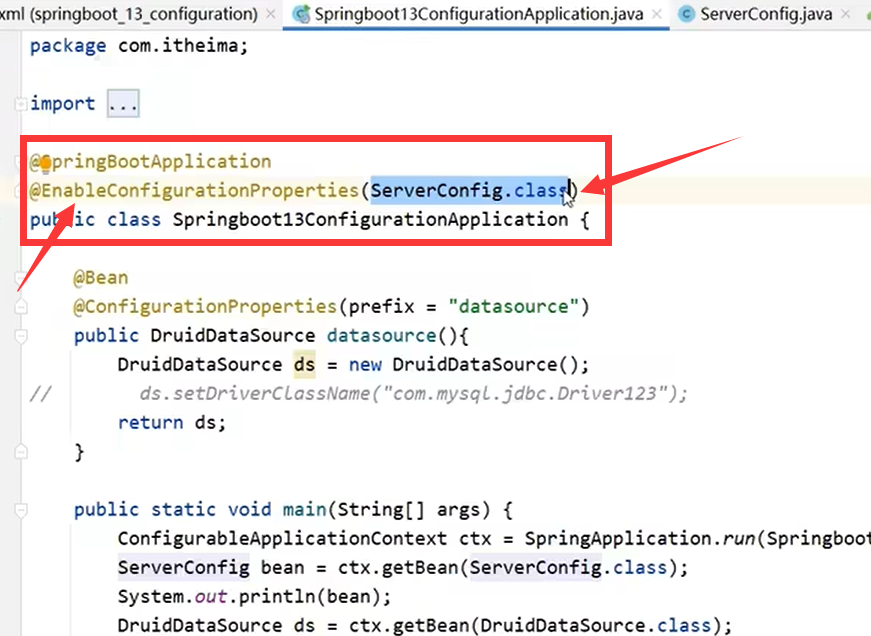 xml (springboot_13_configuration) Springboot13ConfigurationApplication.java ServerConfig.java
package com.itheima;
import ...
@SpringBootApplication
@EnableConfigurationProperties(ServerConfig.class)
public class Springboot13ConfigurationApplication {
@Bean
@ConfigurationProperties(prefix = "datasource")
public DruidDataSource datasource(){
DruidDataSource ds = new DruidDataSource();
// ds.setDriverClassName("com.mysql.jdbc.Driver123");
return ds;
}
public static void main(String[] args) {
ConfigurableApplicationContext ctx = SpringApplication.run(Springboot
ServerConfig bean = ctx.getBean(ServerConfig.class);
System.out.println(bean);
DruidDataSource ds = ctx.getBean(DruidDataSource.class);